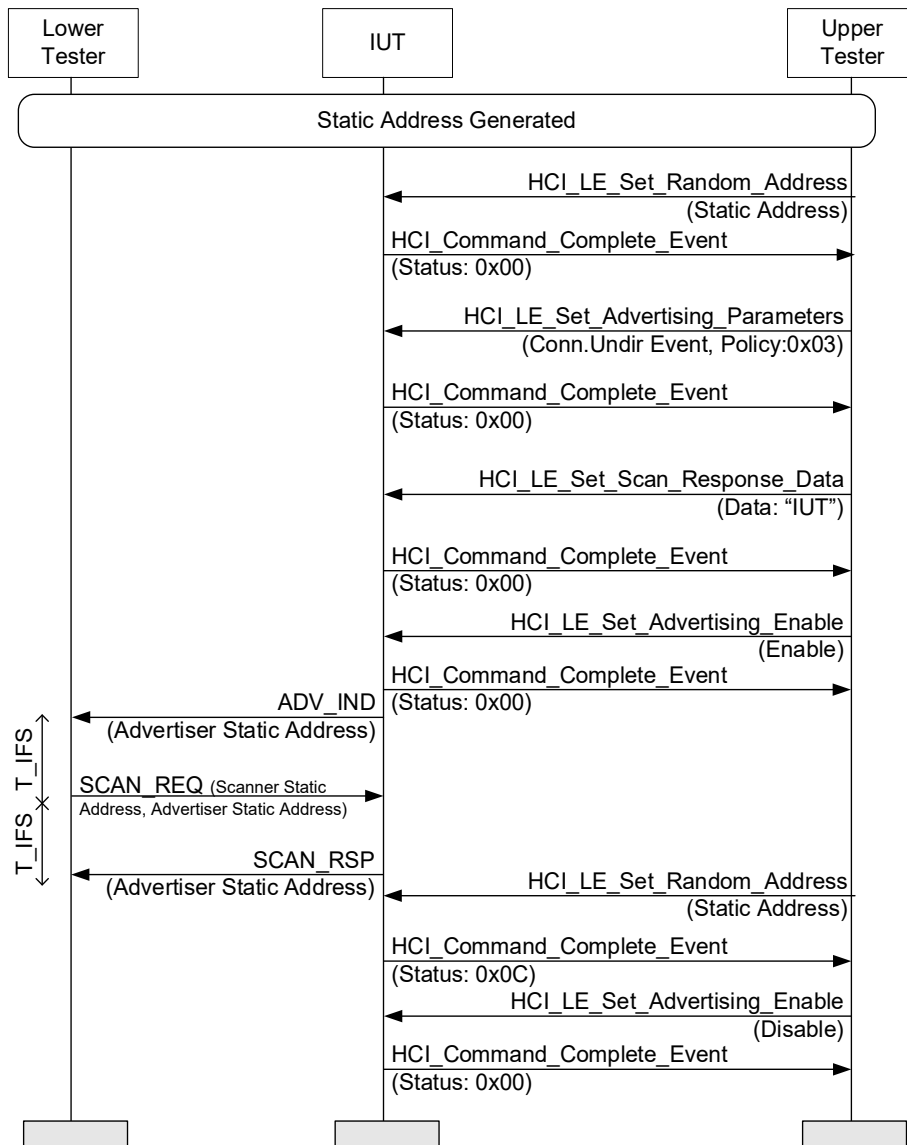 Lower
Tester
IUT
Upper
Tester
Static Address Generated
HCI_LE_Set_Random_Address
(Static Address)
HCI_Command_Complete_Event
(Status: 0x00)
HCI_LE_Set_Advertising_Parameters
(Conn.Undir Event, Policy:0x03)
HCI_Command_Complete_Event
(Status: 0x00)
HCI_LE_Set_Scan_Response_Data
(Data: “IUT”)
HCI_Command_Complete_Event
(Status: 0x00)
HCI_LE_Set_Advertising_Enable
(Enable)
HCI_Command_Complete_Event
(Status: 0x00)
ADV_IND
(Advertiser Static Address)
T_IFS
SCAN_REQ (Scanner Static
Address, Advertiser Static Address)
T_IFS
SCAN_RSP
(Advertiser Static Address)
HCI_LE_Set_Random_Address
(Static Address)
HCI_Command_Complete_Event
(Status: 0x0C)
HCI_LE_Set_Advertising_Enable
(Disable)
HCI_Command_Complete_Event
(Status: 0x00)